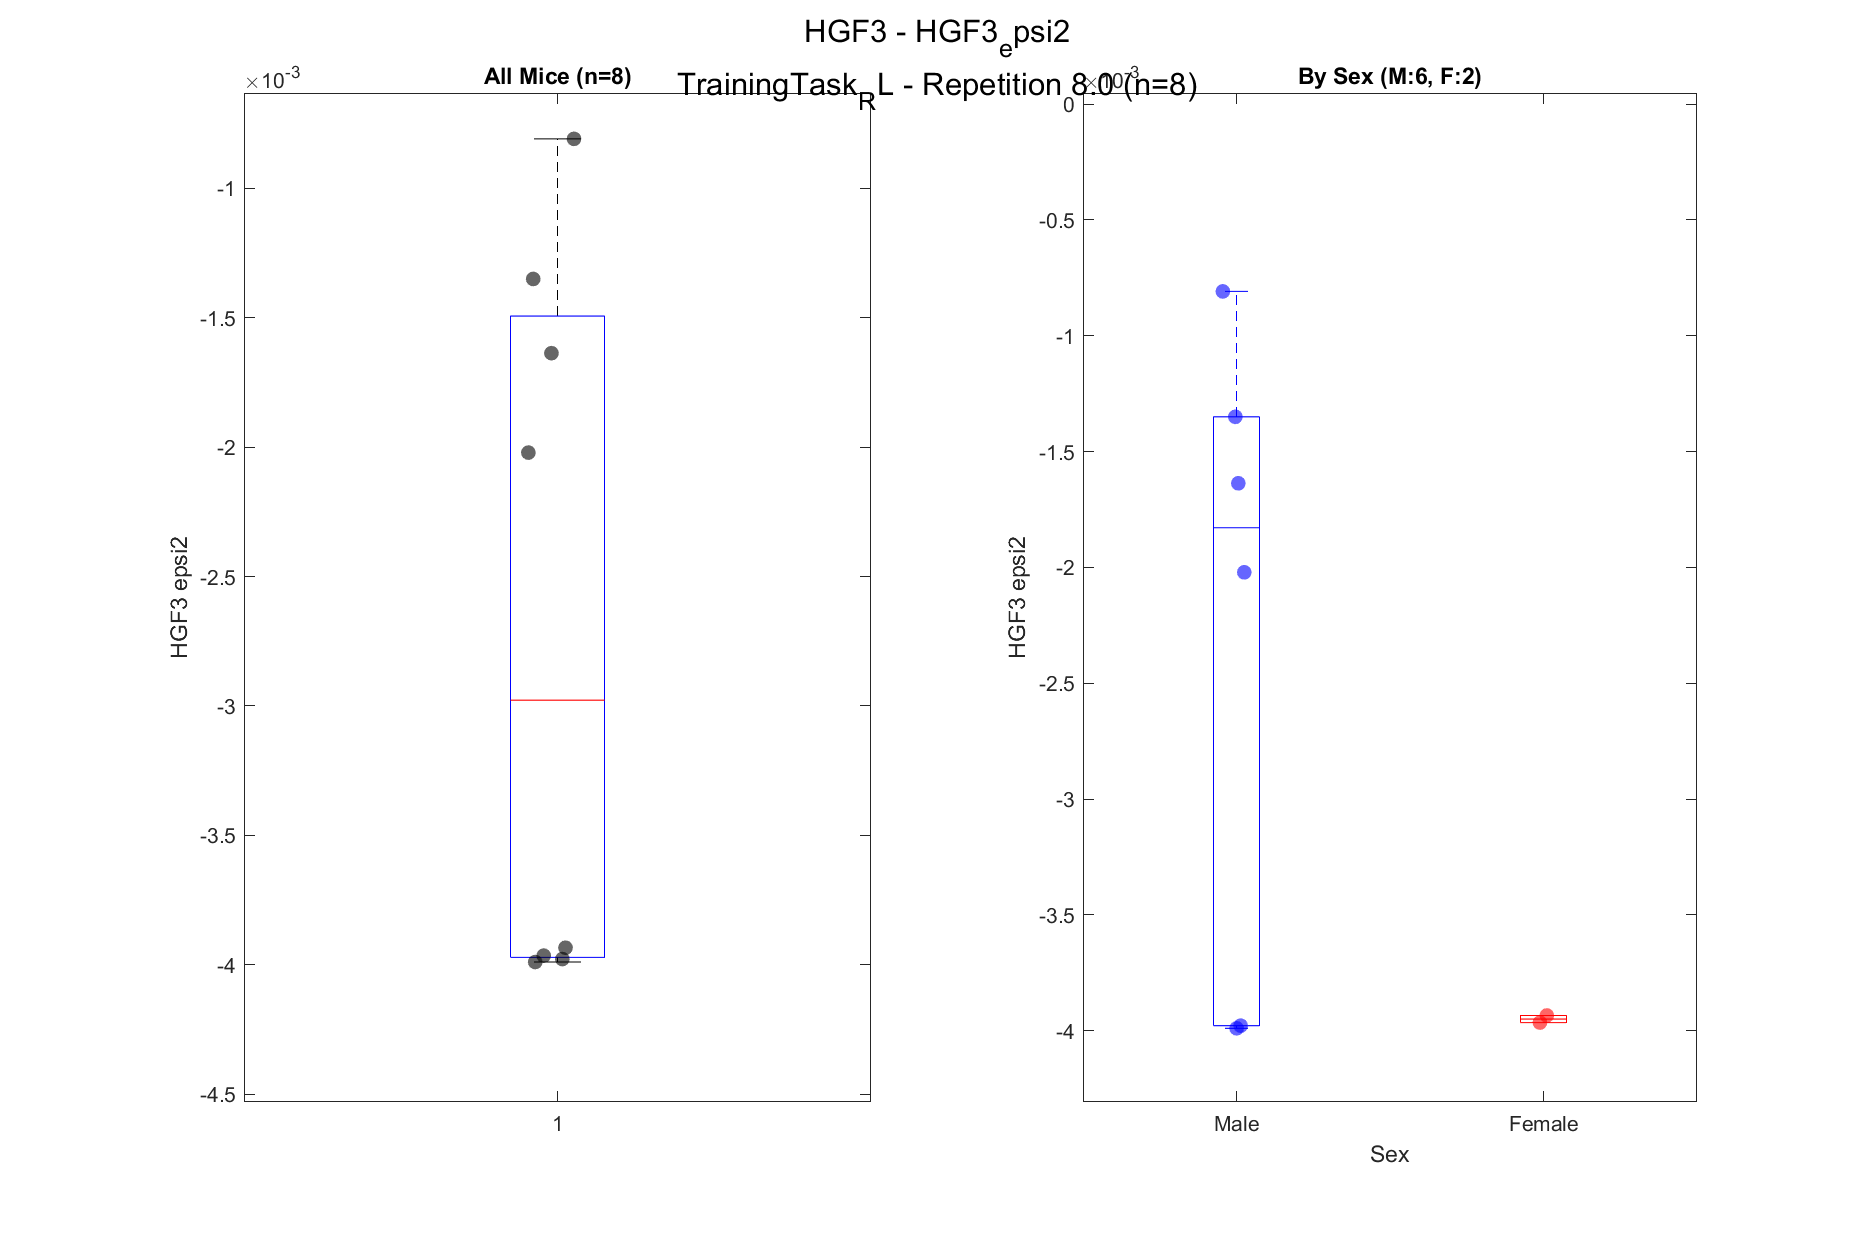 HGF3 - HGF3_epsi2
TrainingTask_RL - Repetition 8.0 (n=8)
×10^-3
All Mice (n=8)
-1
-1.5
-2
-2.5
-3
-3.5
-4
-4.5
HGF3 epsi2
1
×10^-3
By Sex (M:6, F:2)
0
-0.5
-1
-1.5
-2
-2.5
-3
-3.5
-4
HGF3 epsi2
Male
Female
Sex